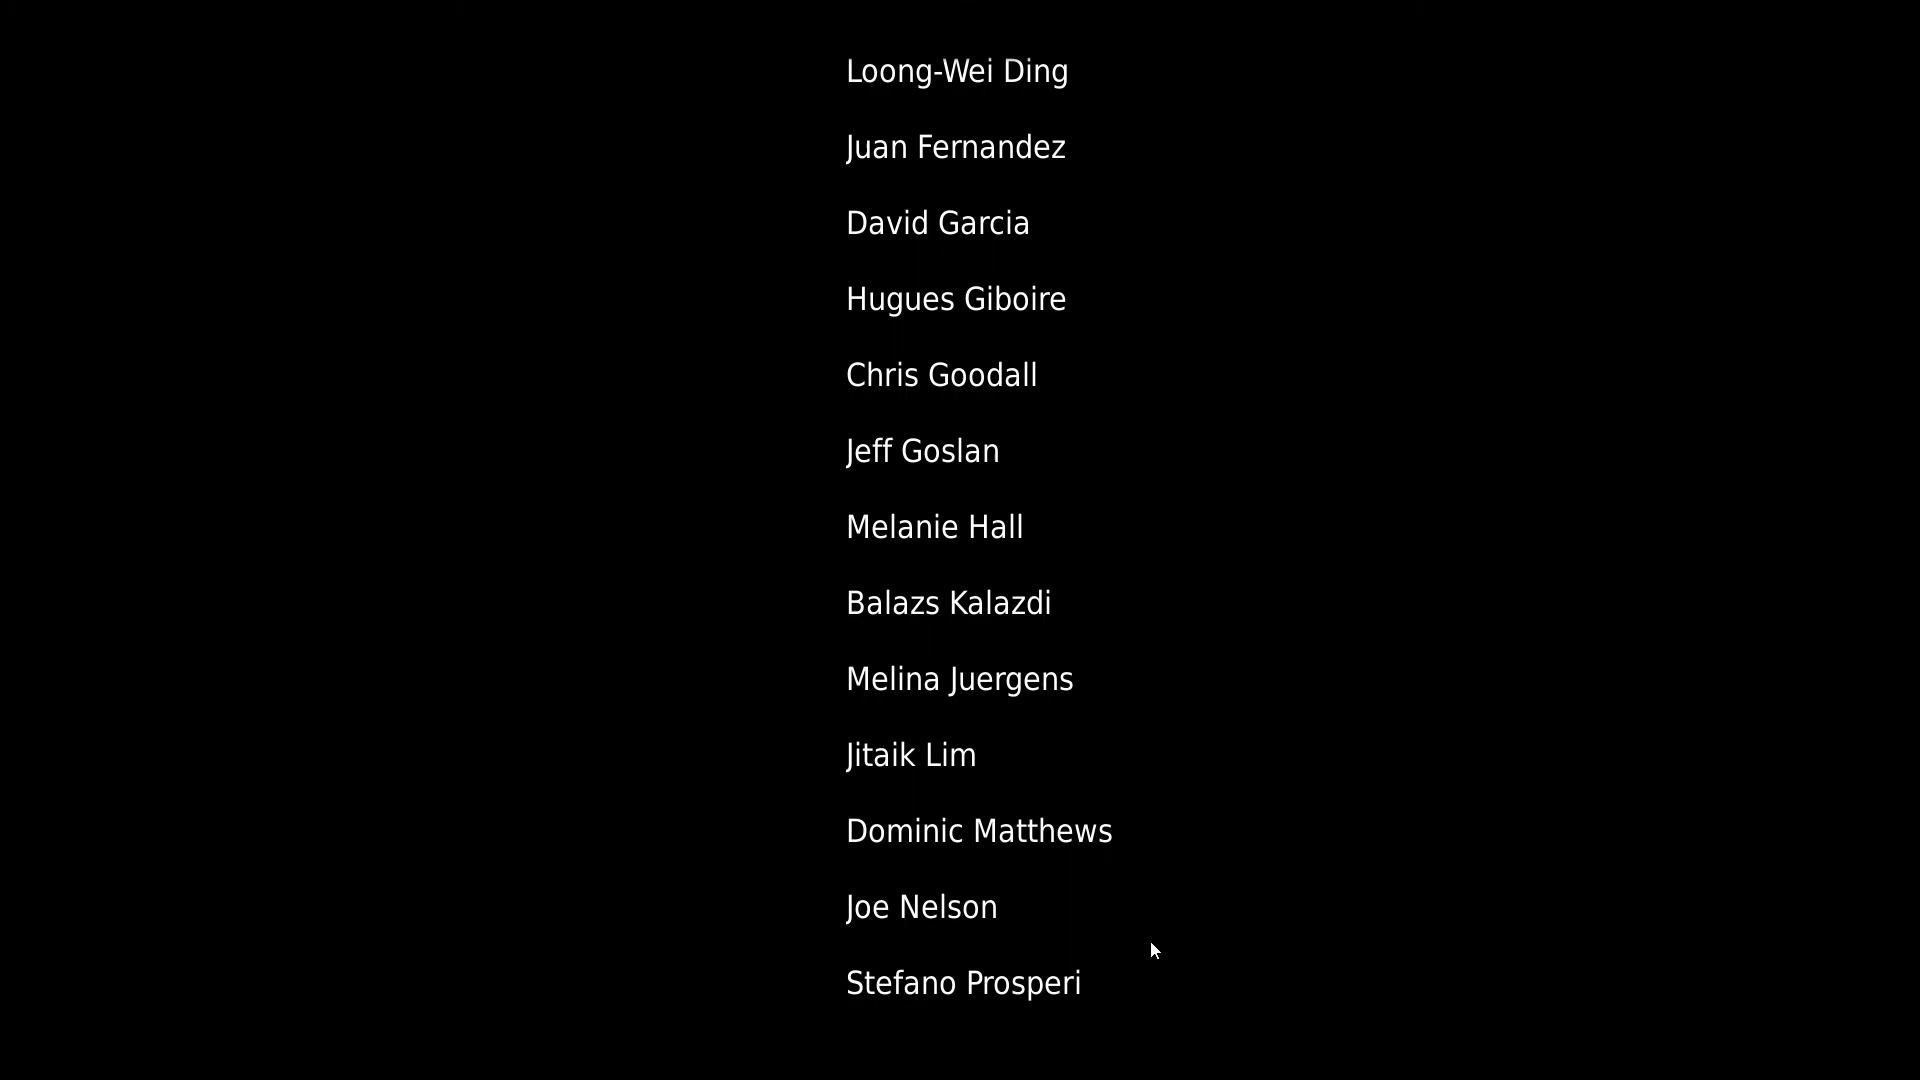 Loong-Wei Ding
Juan Fernandez
David Garcia
Hugues Giboire
Chris Goodall
Jeff Goslan
Melanie Hall
Balazs Kalazdi
Melina Juergens
Jitaik Lim
Dominic Matthews
Joe Nelson
Stefano Prosperi